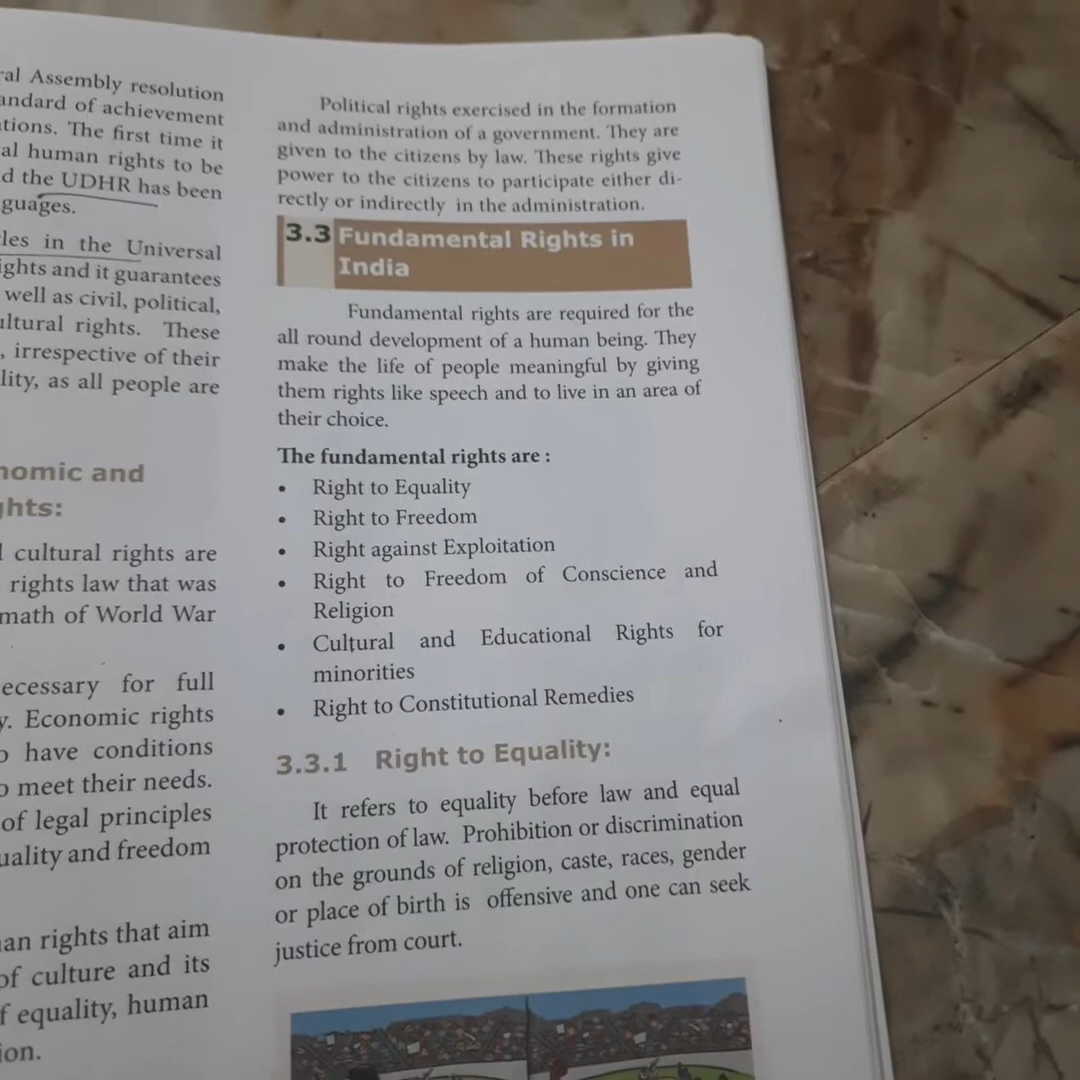 ral Assembly resolution
andard of achievement
tions. The first time it
al human rights to be
d the UDHR has been
guages.
les in the Universal
ights and it guarantees
well as civil, political,
ultural rights. These
, irrespective of their
lity, as all people are
nomic and
ghts:
l cultural rights are
rights law that was
math of World War
ecessary for full
y. Economic rights
o have conditions
o meet their needs.
of legal principles
uality and freedom
an rights that aim
of culture and its
f equality, human
ion.
Political rights exercised in the formation
and administration of a government. They are
given to the citizens by law. These rights give
power to the citizens to participate either di-
rectly or indirectly in the administration.
3.3 Fundamental Rights in
India
Fundamental rights are required for the
all round development of a human being. They
make the life of people meaningful by giving
them rights like speech and to live in an area of
their choice.
The fundamental rights are :
• Right to Equality
• Right to Freedom
• Right against Exploitation
• Right to Freedom of Conscience and
Religion
• Cultural and Educational Rights for
minorities
• Right to Constitutional Remedies
3.3.1 Right to Equality:
It refers to equality before law and equal
protection of law. Prohibition or discrimination
on the grounds of religion, caste, races, gender
or place of birth is offensive and one can seek
justice from court.